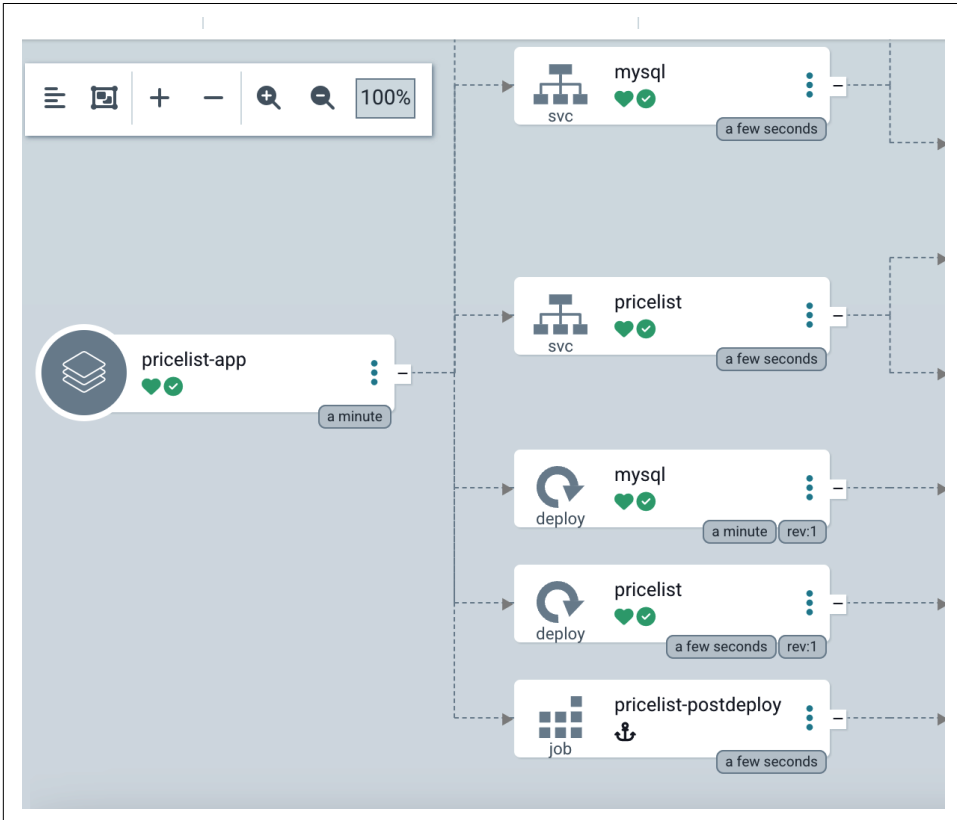 100%
mysql
svc
a few seconds
pricelist
svc
a few seconds
pricelist-app
a minute
mysql
deploy
a minute
rev:1
pricelist
deploy
a few seconds
rev:1
pricelist-postdeploy
job
a few seconds